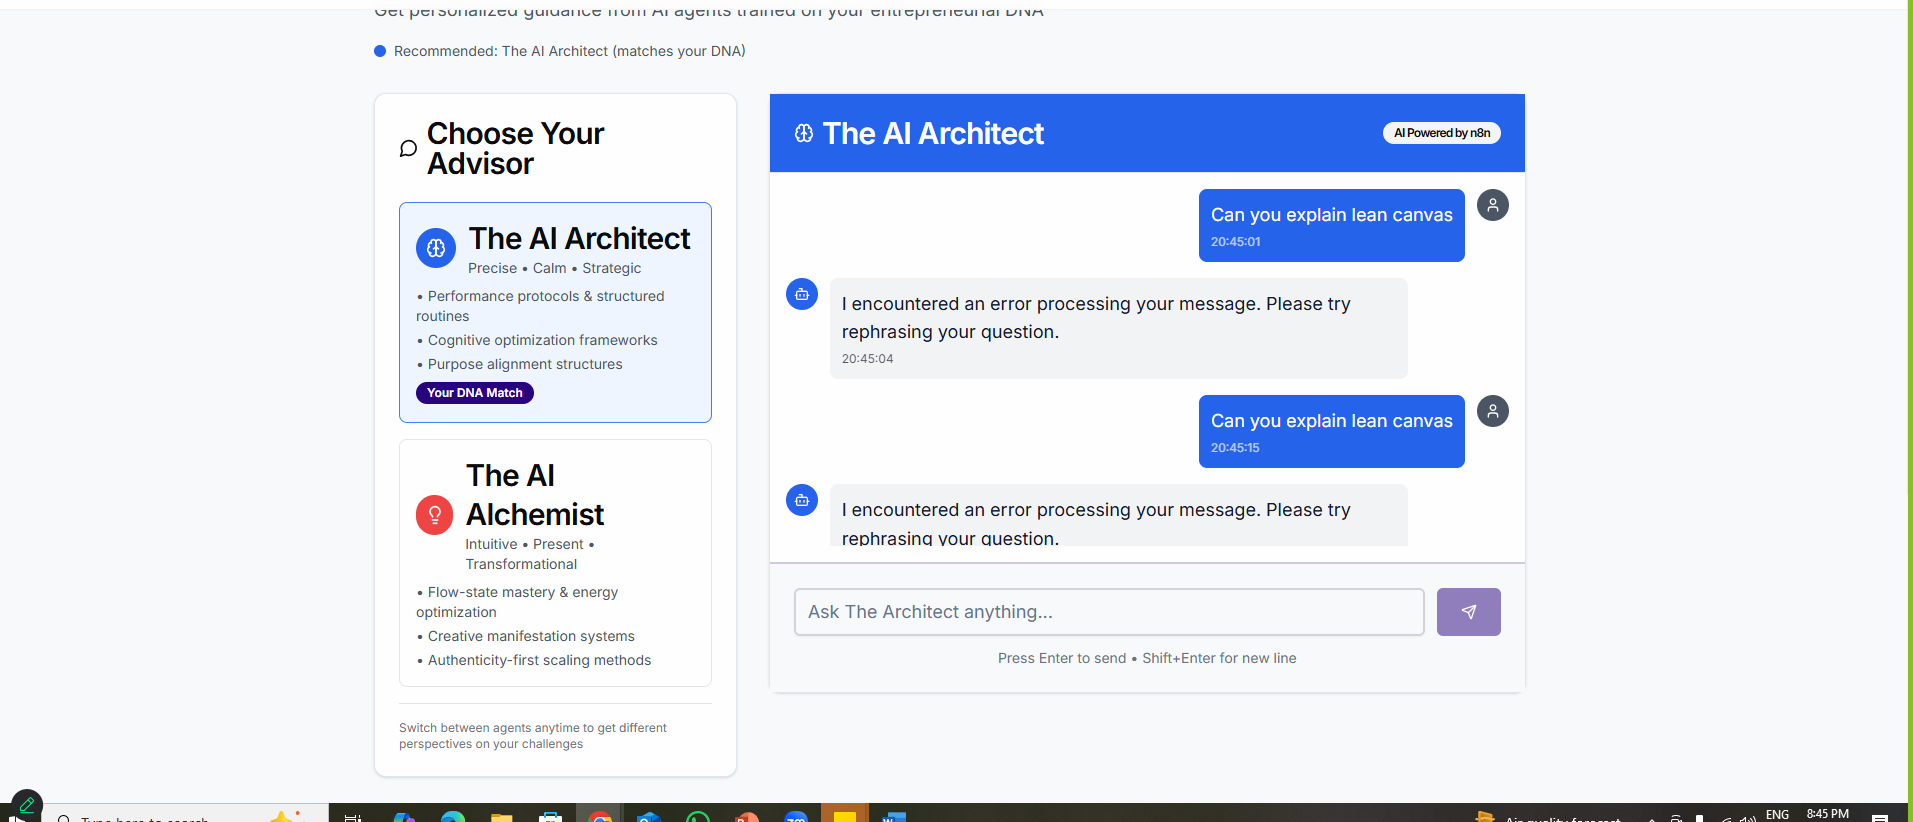 Get personalized guidance from AI agents trained on your entrepreneurial DNA
Recommended: The AI Architect (matches your DNA)
Choose Your
Advisor
The AI Architect
Precise • Calm • Strategic
• Performance protocols & structured
routines
• Cognitive optimization frameworks
• Purpose alignment structures
Your DNA Match
The AI
Alchemist
Intuitive • Present •
Transformational
• Flow-state mastery & energy
optimization
• Creative manifestation systems
• Authenticity-first scaling methods
Switch between agents anytime to get different
perspectives on your challenges
The AI Architect
AI Powered by n8n
Can you explain lean canvas
20:45:01
I encountered an error processing your message. Please try
rephrasing your question.
20:45:04
Can you explain lean canvas
20:45:15
I encountered an error processing your message. Please try
rephrasing your question.
Ask The Architect anything...
Press Enter to send • Shift+Enter for new line
Type here to search
Air quality forecast
ENG
8:45 PM